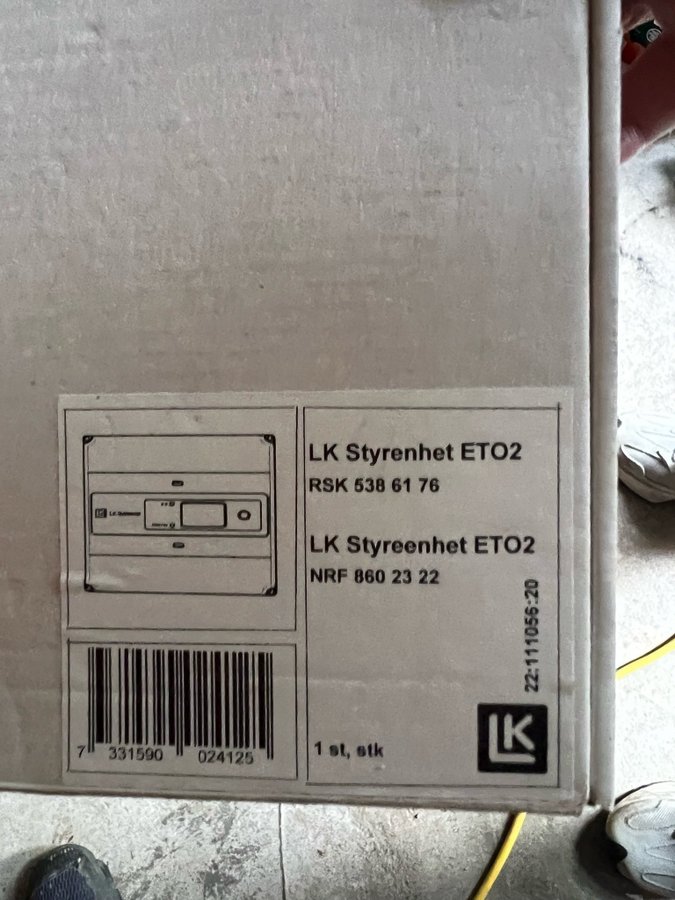 LK Styrenhet ETO2
RSK 538 61 76
LK Styreenhet ETO2
NRF 860 23 22
22:111056:20
1 st, stk
LK
7 331590 024125